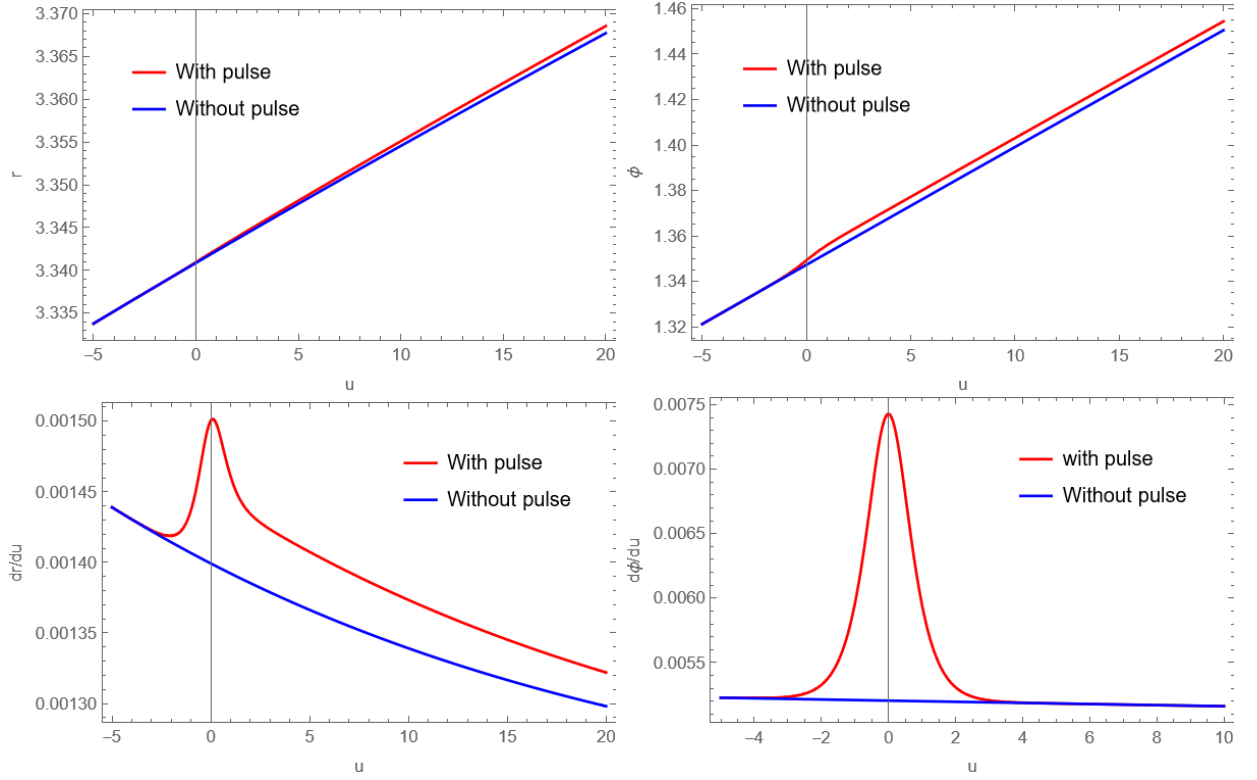 3.370
3.365
3.360
3.355
3.350
3.345
3.340
3.335
r
With pulse
Without pulse
−5 0 5 10 15 20
u
1.46
1.44
1.42
1.40
1.38
1.36
1.34
1.32
ϕ
With pulse
Without pulse
−5 0 5 10 15 20
u
0.00150
0.00145
0.00140
0.00135
0.00130
dr/du
With pulse
Without pulse
−5 0 5 10 15 20
u
0.0075
0.0070
0.0065
0.0060
0.0055
dϕ/du
with pulse
Without pulse
−4 −2 0 2 4 6 8 10
u